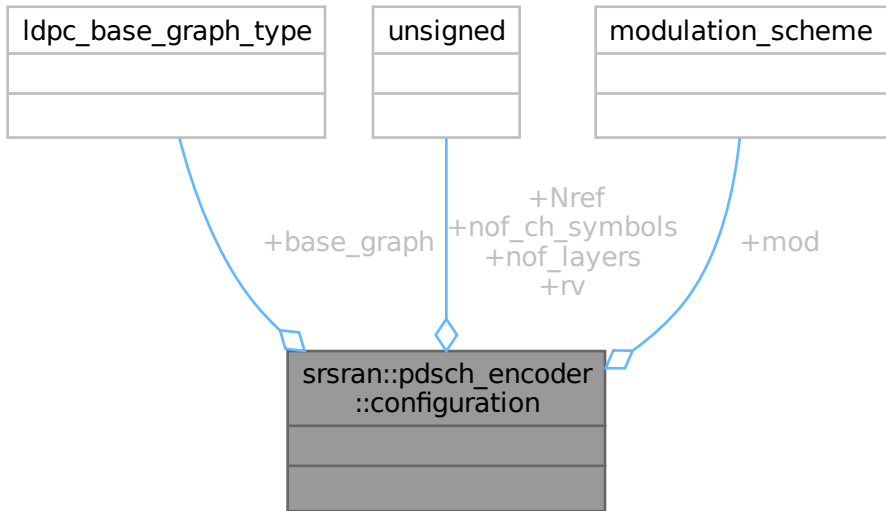 ldpc_base_graph_type
unsigned
modulation_scheme
+base_graph
+Nref
+nof_ch_symbols
+nof_layers
+rv
+mod
srsran::pdsch_encoder
::configuration